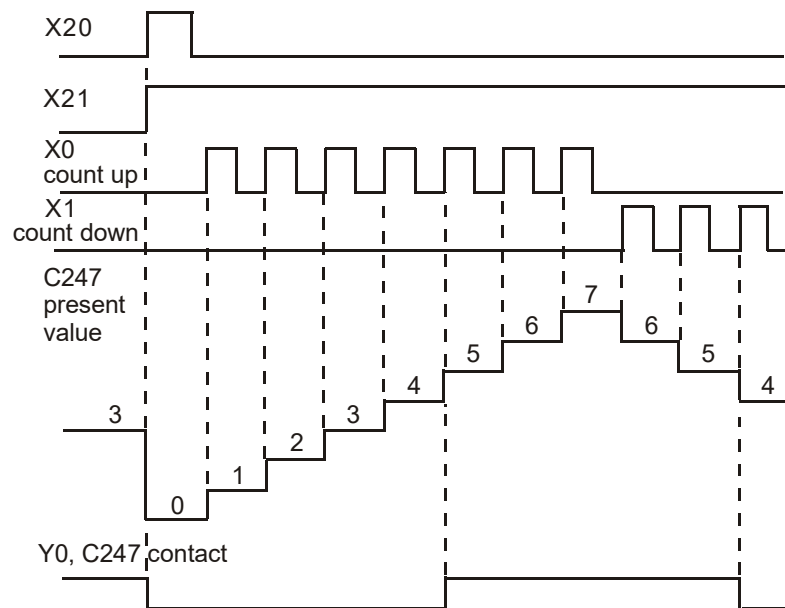 X20
X21
X0
count up
X1
count down
C247
present
value
7
6
6
5
5
4
4
3
3
2
1
0
Y0, C247 contact